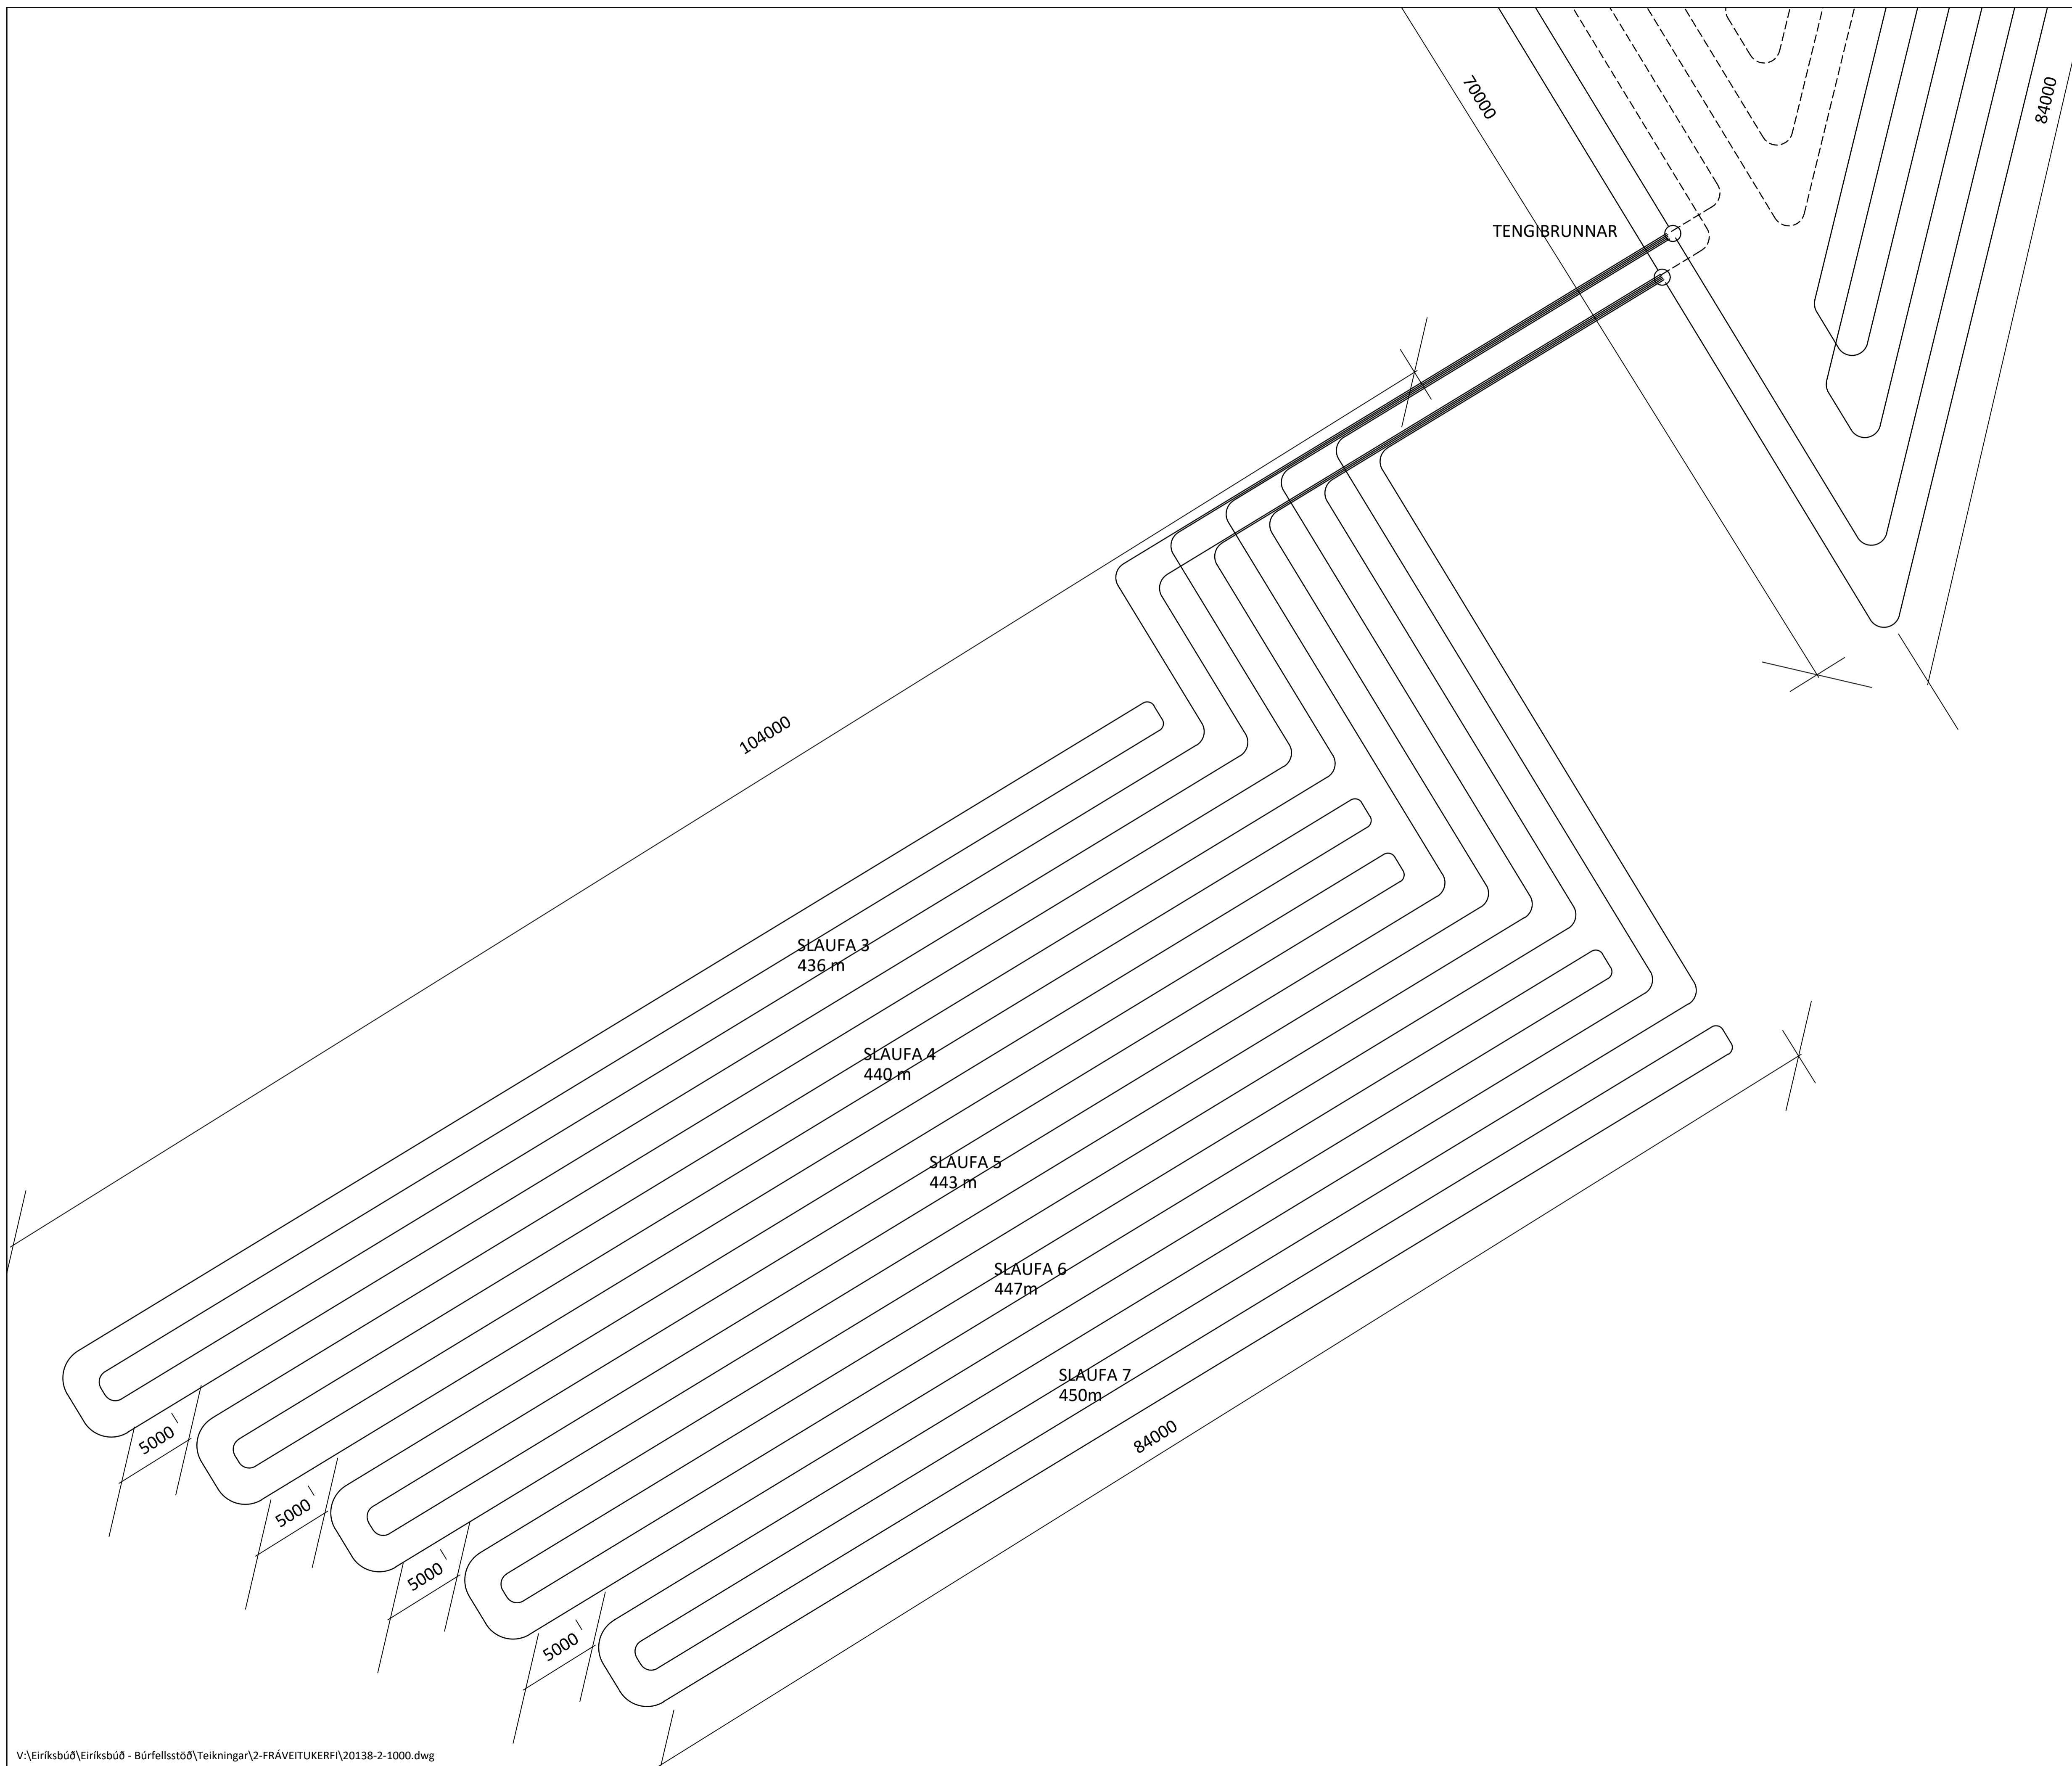 70000
84000
TENGIBRUNNAR
104000
SLAUFA 3
436 m
SLAUFA 4
440 m
SLAUFA 5
443 m
SLAUFA 6
447m
SLAUFA 7
450m
84000
5000
5000
5000
5000
V:\Eiríksbúð\Eiríksbúð - Búrfellsstöð\Teikningar\2-FRÁVEITUKERFI\20138-2-1000.dwg